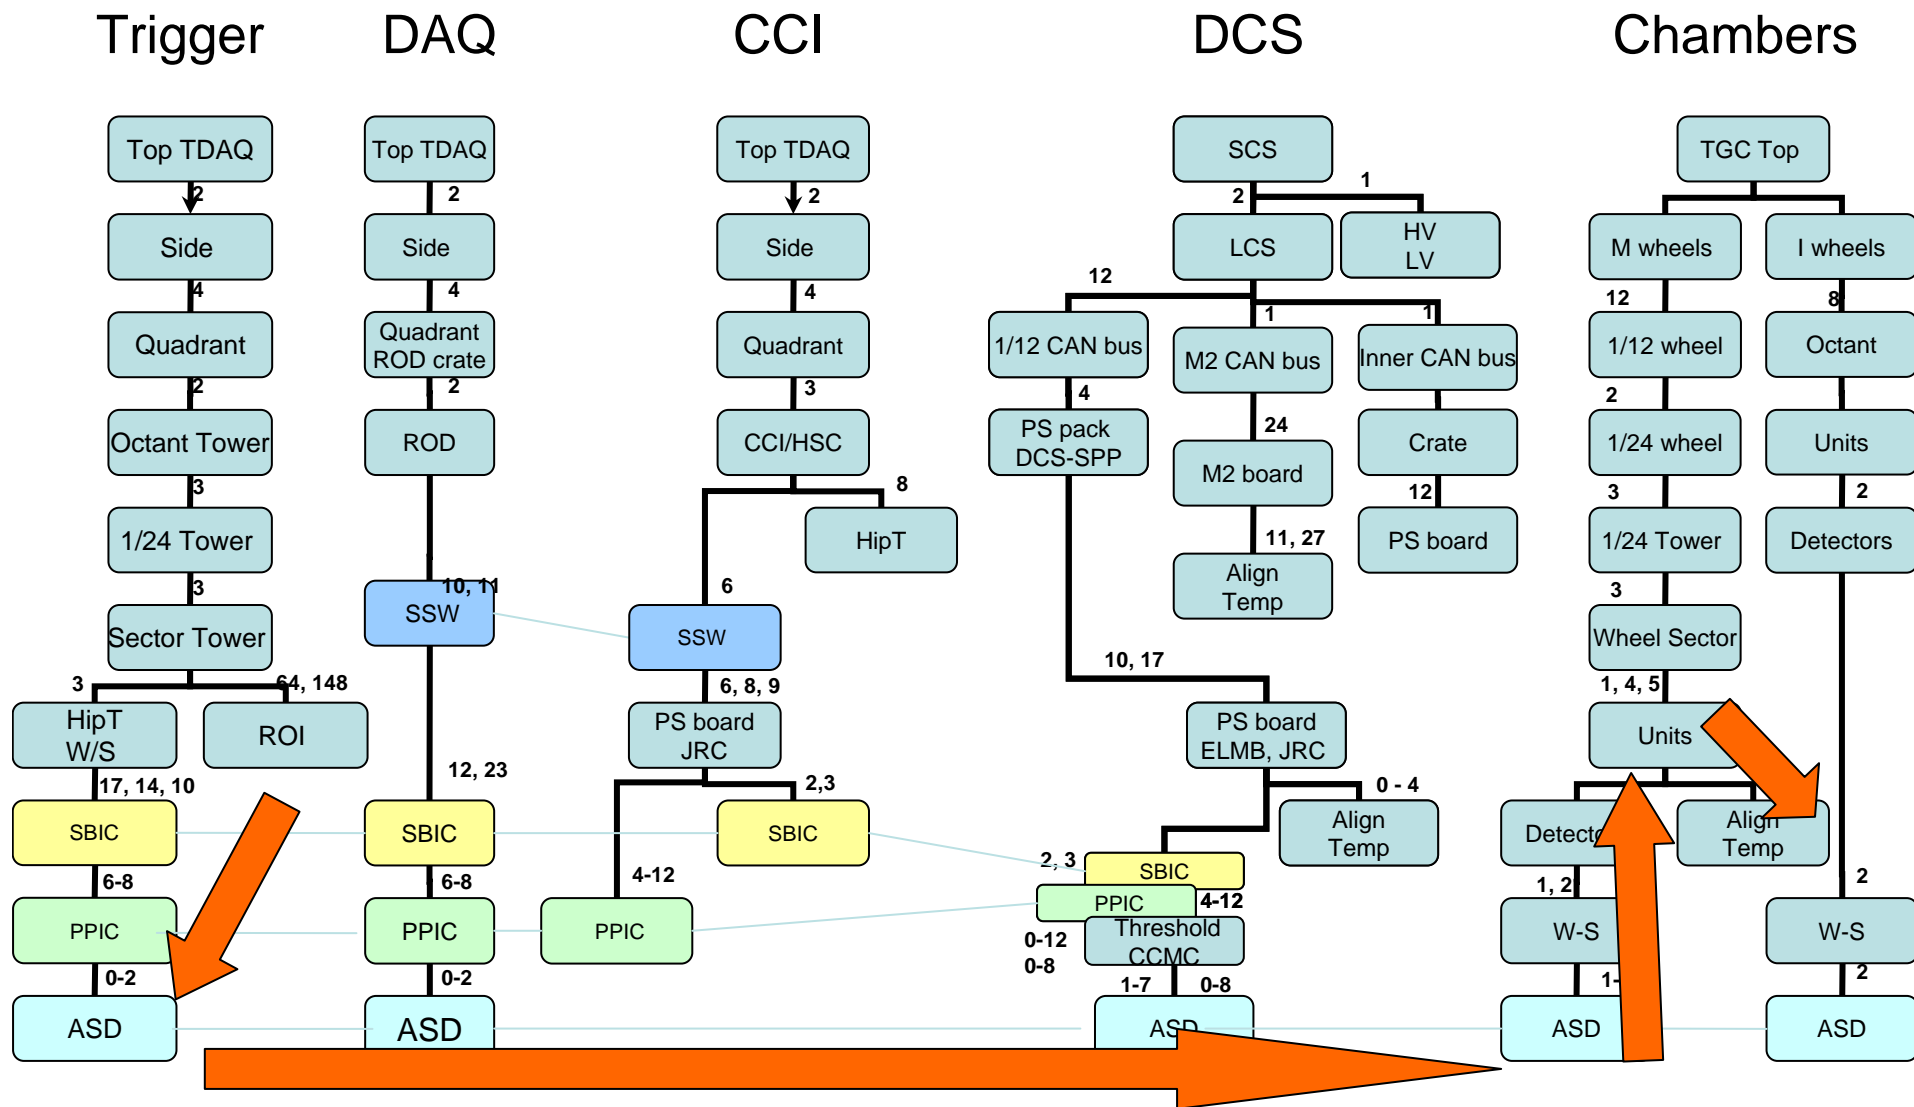 Trigger
DAQ
CCI
DCS
Chambers
Top TDAQ
2
Side
4
Quadrant
2
Octant Tower
3
1/24 Tower
3
Sector Tower
3
64, 148
HipT
W/S
ROI
17, 14, 10
SBIC
6-8
PPIC
0-2
ASD
Top TDAQ
2
Side
4
Quadrant
ROD crate
2
ROD
10, 11
SSW
12, 23
SBIC
6-8
PPIC
0-2
ASD
Top TDAQ
2
Side
4
Quadrant
3
CCI/HSC
8
HipT
6
SSW
6, 8, 9
PS board
JRC
2,3
SBIC
4-12
PPIC
SCS
1
2
LCS
HV
LV
12
1
1
1/12 CAN bus
M2 CAN bus
Inner CAN bus
4
PS pack
DCS-SPP
24
M2 board
Crate
12
PS board
11, 27
Align
Temp
10, 17
PS board
ELMB, JRC
0 - 4
Align
Temp
2, 3
SBIC
PPIC
4-12
0-12
0-8
Threshold
CCMC
1-7
0-8
ASD
TGC Top
M wheels
I wheels
12
8
1/12 wheel
Octant
2
1/24 wheel
Units
3
2
1/24 Tower
Detectors
3
Wheel Sector
1, 4, 5
Units
Detecto
Align
Temp
1, 2
2
W-S
W-S
1-
2
ASD
ASD